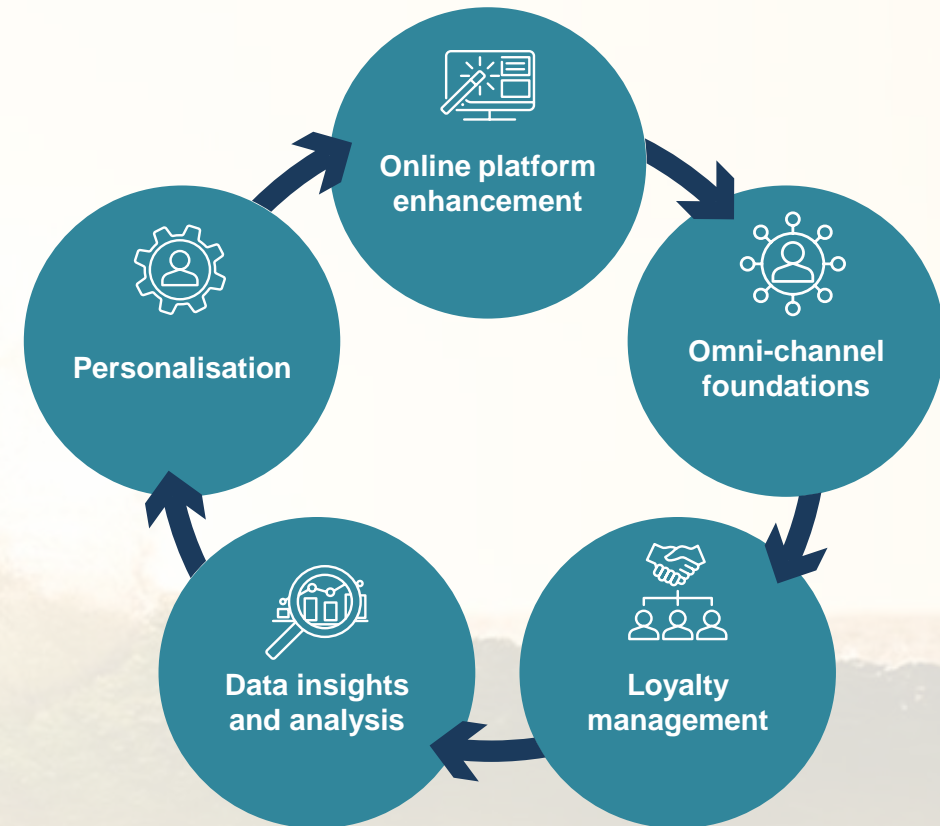 Online platform
enhancement
Omni-channel
foundations
Loyalty
management
Data insights
and analysis
Personalisation